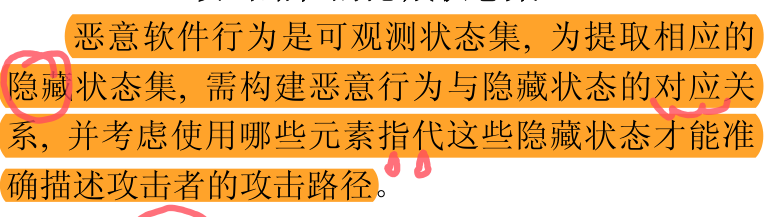 恶意软件行为是可观测状态集, 为提取相应的
隐藏状态集, 需构建恶意行为与隐藏状态的对应关
系, 并考虑使用哪些元素指代这些隐藏状态才能准
确描述攻击者的攻击路径。